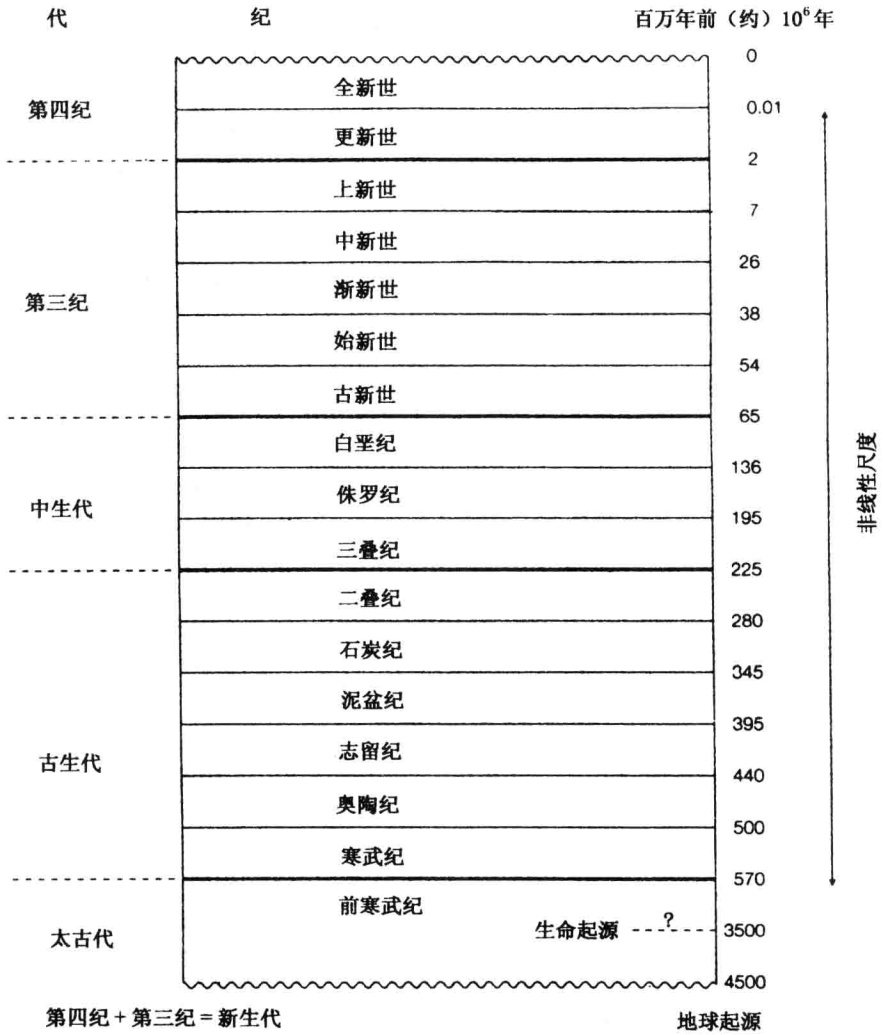 代 纪 百万年前（约）10⁶年
0
全新世
第四纪 0.01
更新世
2
上新世
7
中新世
26
渐新世
第三纪
38
始新世
54
古新世
65
白垩纪
136
侏罗纪
中生代
195
三叠纪
225
二叠纪
280
石炭纪
345
泥盆纪
395
志留纪
古生代
440
奥陶纪
500
寒武纪
570
前寒武纪
生命起源 ? 3500
太古代
4500
第四纪+第三纪=新生代 地球起源
非线性尺度